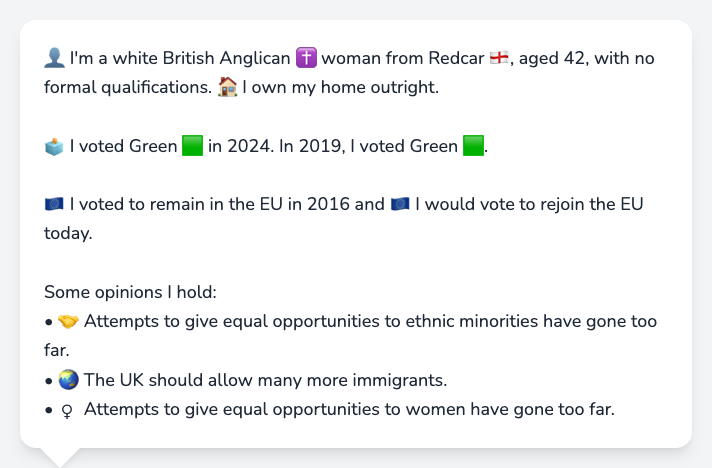 👤 I'm a white British Anglican ✝️ woman from Redcar 🏴󠁧󠁢󠁥󠁮󠁧󠁿, aged 42, with no
formal qualifications. 🏠 I own my home outright.
🗳️ I voted Green 🟩 in 2024. In 2019, I voted Green 🟩.
🇪🇺 I voted to remain in the EU in 2016 and 🇪🇺 I would vote to rejoin the EU
today.
Some opinions I hold:
• 🤝 Attempts to give equal opportunities to ethnic minorities have gone too
far.
• 🌏 The UK should allow many more immigrants.
• ♀ Attempts to give equal opportunities to women have gone too far.